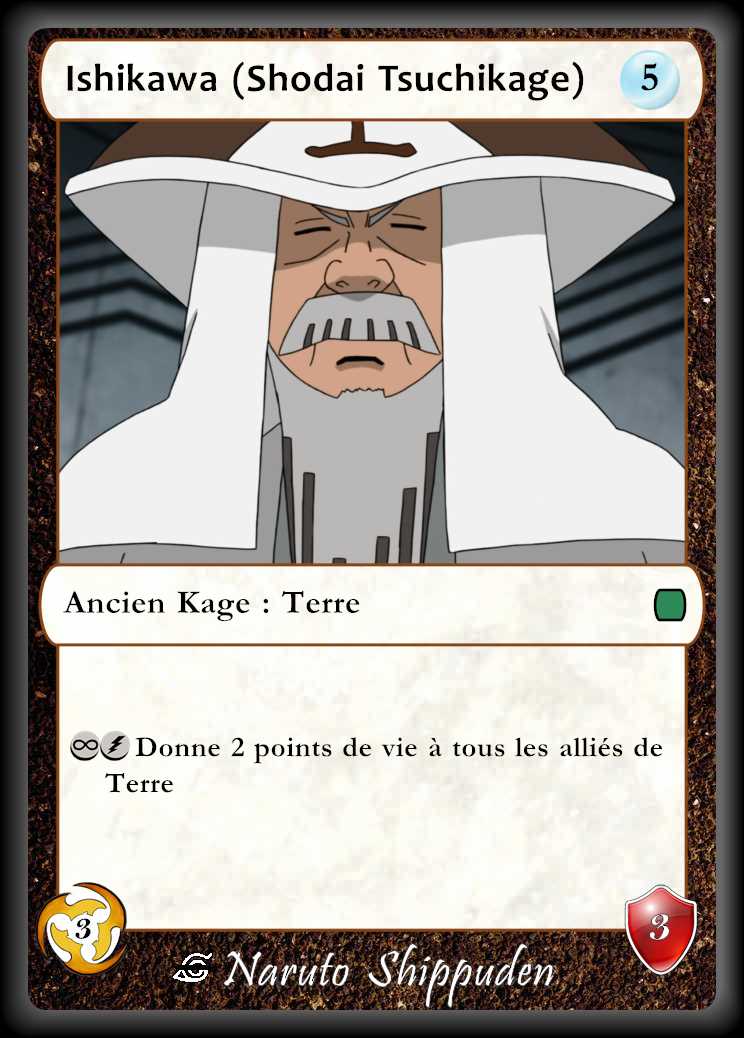 Ishikawa (Shodai Tsuchikage) 5
Ancien Kage : Terre
Donne 2 points de vie à tous les alliés de
Terre
3 3
Naruto Shippuden